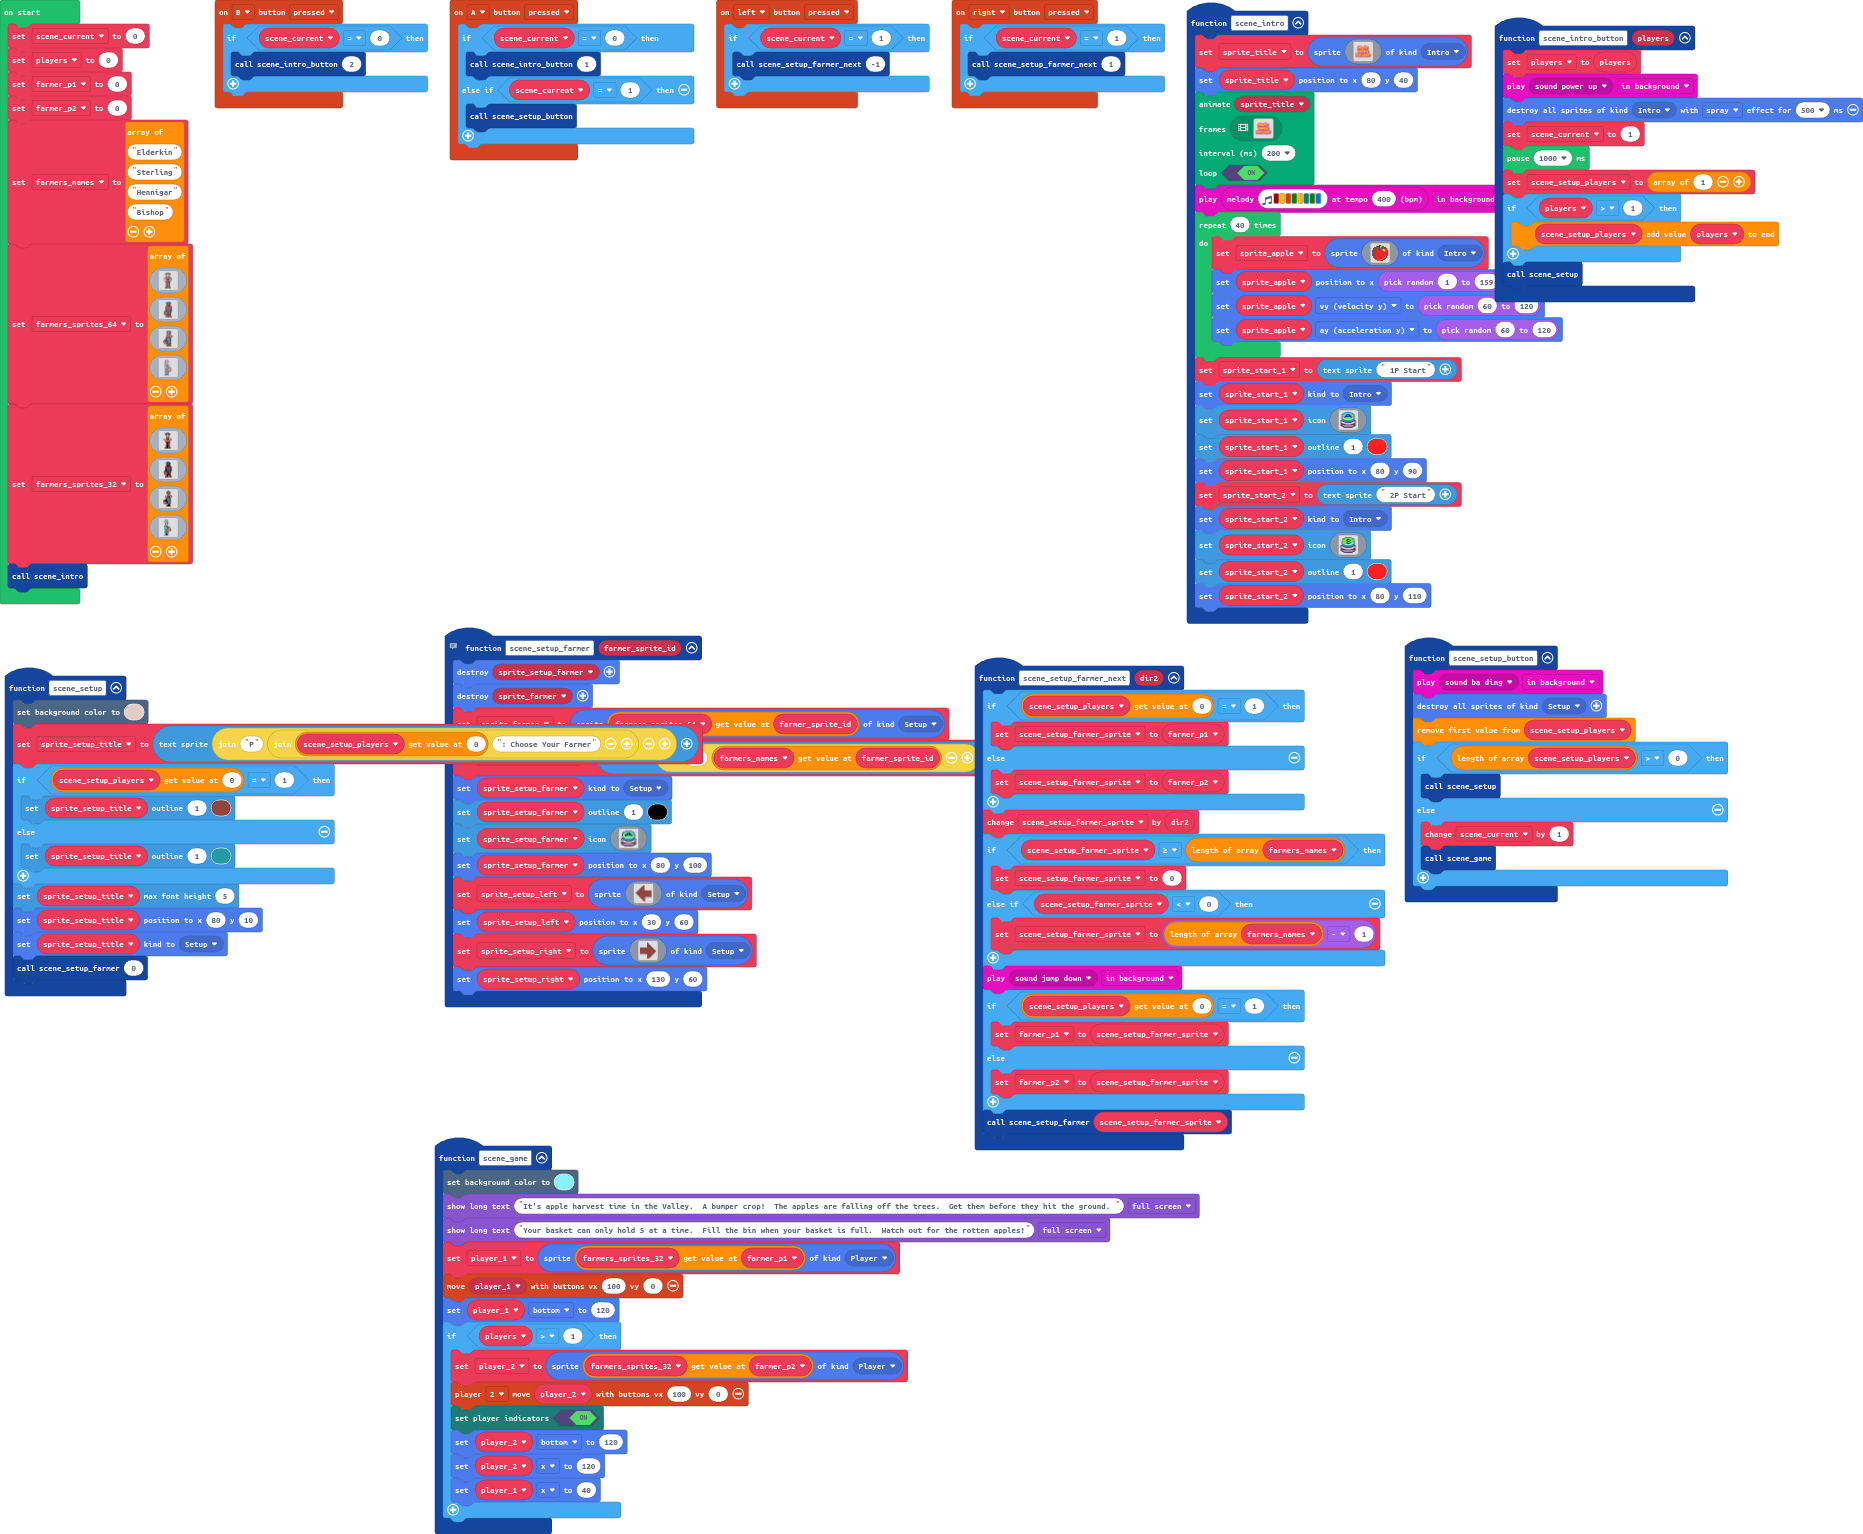 on start
set scene_current to 0
set players to 0
set farmer_p1 to 0
set farmer_p2 to 0
set farmers_names to array of
"Elderkin"
"Sterling"
"Hennigar"
"Bishop"
set farmers_sprites_64 to array of
set farmers_sprites_32 to array of
call scene_intro
on B button pressed
if scene_current = 0 then
call scene_intro_button 2
on A button pressed
if scene_current = 0 then
call scene_intro_button 1
else if scene_current = 1 then
call scene_setup_button
on left button pressed
if scene_current = 1 then
call scene_setup_farmer_next -1
on right button pressed
if scene_current = 1 then
call scene_setup_farmer_next 1
function scene_intro
set sprite_title to sprite of kind Intro
set sprite_title position to x 80 y 40
animate sprite_title
frames
interval (ms) 200
loop ON
play melody at tempo 400 (bpm) in background
repeat 40 times
do
set sprite_apple to sprite of kind Intro
set sprite_apple position to x pick random 1 to 159
set sprite_apple vy (velocity y) to pick random 60 to 120
set sprite_apple ay (acceleration y) to pick random 60 to 120
set sprite_start_1 to text sprite " 1P Start"
set sprite_start_1 kind to Intro
set sprite_start_1 icon
set sprite_start_1 outline 1
set sprite_start_1 position to x 80 y 90
set sprite_start_2 to text sprite " 2P Start"
set sprite_start_2 kind to Intro
set sprite_start_2 icon
set sprite_start_2 outline 1
set sprite_start_2 position to x 80 y 110
function scene_intro_button players
set players to players
play sound power up in background
destroy all sprites of kind Intro with spray effect for 500 ms
set scene_current to 1
pause 1000 ms
set scene_setup_players to array of 1
if players > 1 then
scene_setup_players add value players to end
call scene_setup
function scene_setup
set background color to
set sprite_setup_title to text sprite join "P" join scene_setup_players get value at 0 ": Choose Your Farmer"
if scene_setup_players get value at 0 = 1 then
set sprite_setup_title outline 1
else
set sprite_setup_title outline 1
set sprite_setup_title max font height 5
set sprite_setup_title position to x 80 y 10
set sprite_setup_title kind to Setup
call scene_setup_farmer 0
function scene_setup_farmer farmer_sprite_id
destroy sprite_setup_farmer
destroy sprite_farmer
get value at farmer_sprite_id of kind Setup
farmers_names get value at farmer_sprite_id
set sprite_setup_farmer kind to Setup
set sprite_setup_farmer outline 1
set sprite_setup_farmer icon
set sprite_setup_farmer position to x 80 y 100
set sprite_setup_left to sprite of kind Setup
set sprite_setup_left position to x 30 y 60
set sprite_setup_right to sprite of kind Setup
set sprite_setup_right position to x 130 y 60
function scene_setup_farmer_next dir2
if scene_setup_players get value at 0 = 1 then
set scene_setup_farmer_sprite to farmer_p1
else
set scene_setup_farmer_sprite to farmer_p2
change scene_setup_farmer_sprite by dir2
if scene_setup_farmer_sprite ≥ length of array farmers_names then
set scene_setup_farmer_sprite to 0
else if scene_setup_farmer_sprite < 0 then
set scene_setup_farmer_sprite to length of array farmers_names - 1
play sound jump down in background
if scene_setup_players get value at 0 = 1 then
set farmer_p1 to scene_setup_farmer_sprite
else
set farmer_p2 to scene_setup_farmer_sprite
call scene_setup_farmer scene_setup_farmer_sprite
function scene_setup_button
play sound ba ding in background
destroy all sprites of kind Setup
remove first value from scene_setup_players
if length of array scene_setup_players > 0 then
call scene_setup
else
change scene_current by 1
call scene_game
function scene_game
set background color to
show long text "It's apple harvest time in the Valley.  A bumper crop!  The apples are falling off the trees.  Get them before they hit the ground. " full screen
show long text "Your basket can only hold 5 at a time.  Fill the bin when your basket is full.  Watch out for the rotten apples!" full screen
set player_1 to sprite farmers_sprites_32 get value at farmer_p1 of kind Player
move player_1 with buttons vx 100 vy 0
set player_1 bottom to 120
if players > 1 then
set player_2 to sprite farmers_sprites_32 get value at farmer_p2 of kind Player
player 2 move player_2 with buttons vx 100 vy 0
set player indicators ON
set player_2 bottom to 120
set player_2 x to 120
set player_1 x to 40